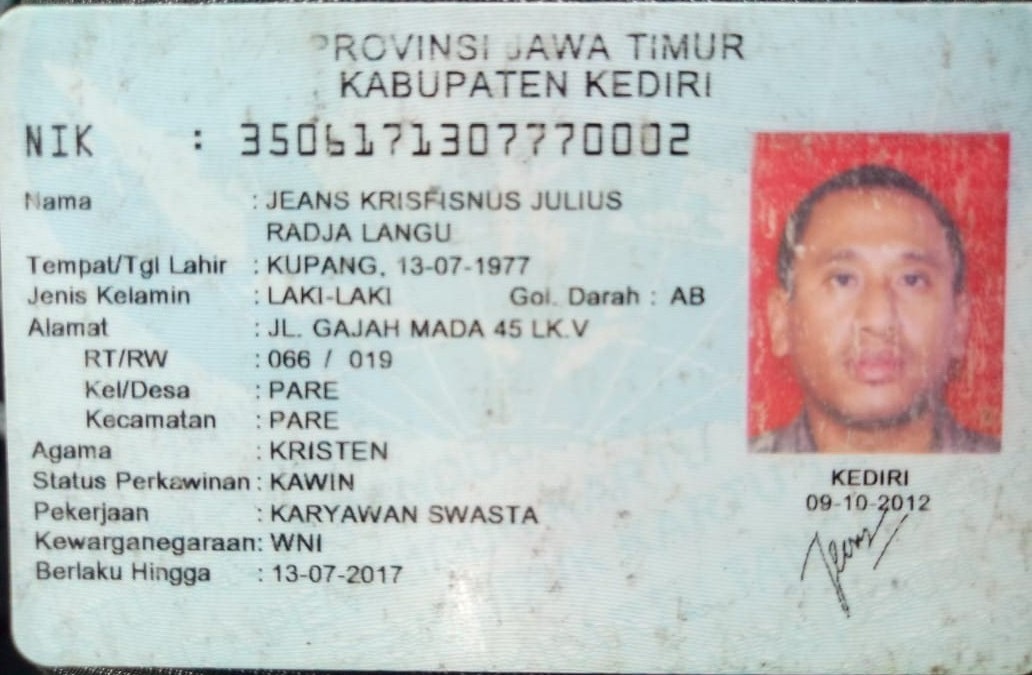 PROVINSI JAWA TIMUR
KABUPATEN KEDIRI
NIK : 3506171307770002
Nama : JEANS KRISFISNUS JULIUS
RADJA LANGU
Tempat/Tgl Lahir : KUPANG, 13-07-1977
Jenis Kelamin : LAKI-LAKI Gol. Darah : AB
Alamat : JL. GAJAH MADA 45 LK.V
RT/RW : 066 / 019
Kel/Desa : PARE
Kecamatan : PARE
Agama : KRISTEN
Status Perkawinan : KAWIN
Pekerjaan : KARYAWAN SWASTA
Kewarganegaraan: WNI
Berlaku Hingga : 13-07-2017
KEDIRI
09-10-2012
Jeans